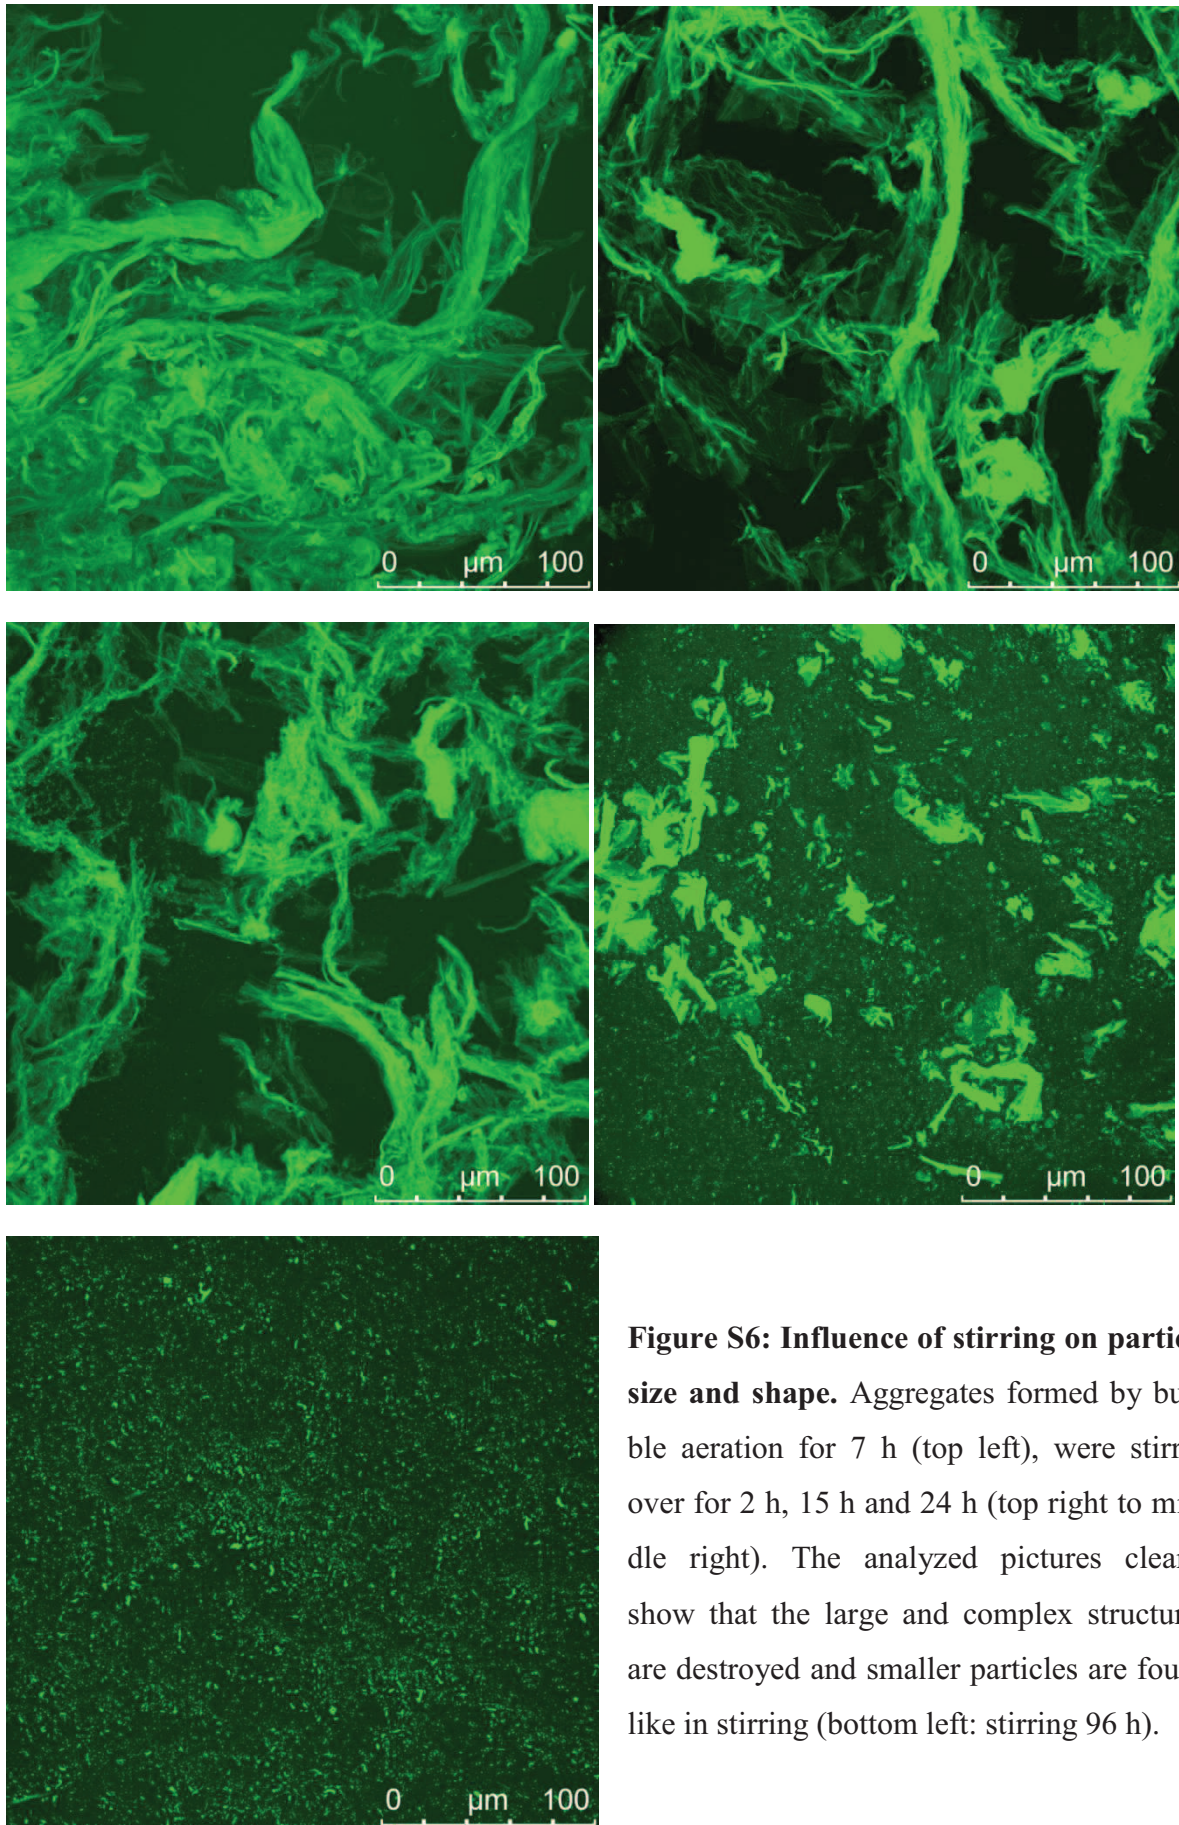 0 µm 100
0 µm 100
0 µm 100
0 µm 100
Figure S6: Influence of stirring on partic
size and shape. Aggregates formed by bu
ble aeration for 7 h (top left), were stirr
over for 2 h, 15 h and 24 h (top right to mi
dle right). The analyzed pictures clear
show that the large and complex structur
are destroyed and smaller particles are fou
like in stirring (bottom left: stirring 96 h).
0 µm 100